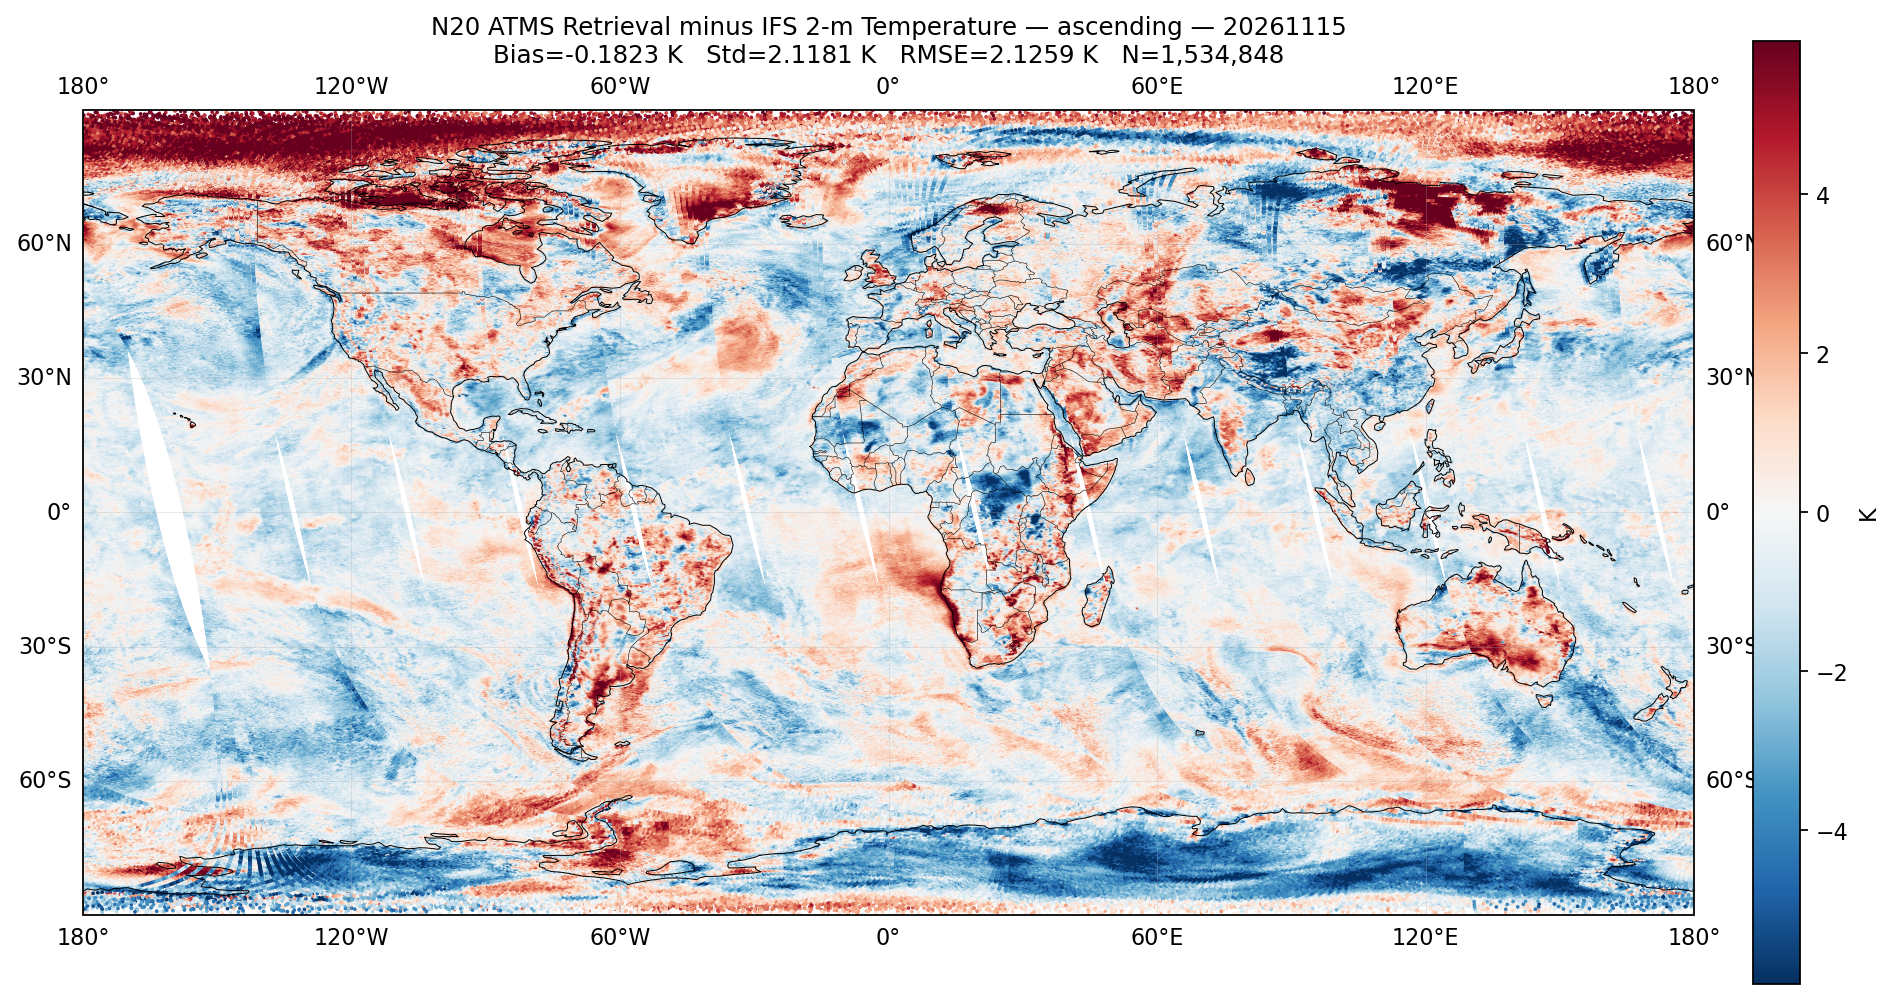 N20 ATMS Retrieval minus IFS 2-m Temperature — ascending — 20261115
Bias=-0.1823 K   Std=2.1181 K   RMSE=2.1259 K   N=1,534,848
180° 120°W 60°W 0° 60°E 120°E 180°
60°N 60°N
30°N 30°N
0° 0°
30°S 30°S
60°S 60°S
180° 120°W 60°W 0° 60°E 120°E 180°
4
2
0
−2
−4
K